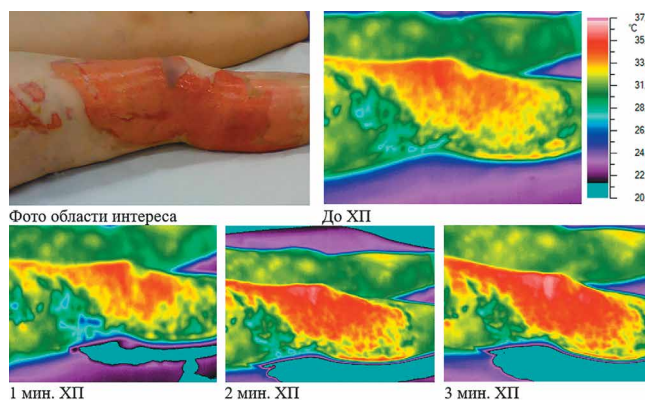 37,
°C
35,
33,
31,
28,
26,
24,
22,
20,
Фото области интереса
До ХП
1 мин. ХП
2 мин. ХП
3 мин. ХП